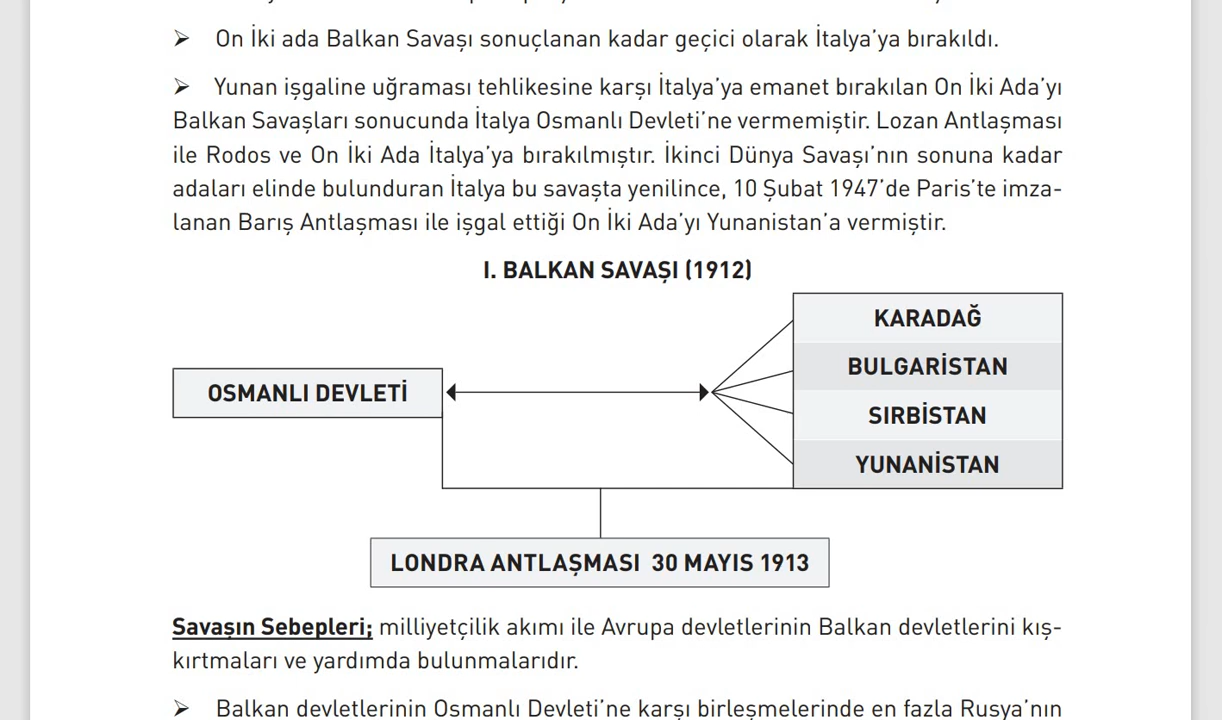 ➤ On İki ada Balkan Savaşı sonuçlanan kadar geçici olarak İtalya’ya bırakıldı.
➤ Yunan işgaline uğraması tehlikesine karşı İtalya’ya emanet bırakılan On İki Ada’yı
Balkan Savaşları sonucunda İtalya Osmanlı Devleti’ne vermemiştir. Lozan Antlaşması
ile Rodos ve On İki Ada İtalya’ya bırakılmıştır. İkinci Dünya Savaşı’nın sonuna kadar
adaları elinde bulunduran İtalya bu savaşta yenilince, 10 Şubat 1947’de Paris’te imza-
lanan Barış Antlaşması ile işgal ettiği On İki Ada’yı Yunanistan’a vermiştir.
I. BALKAN SAVAŞI (1912)
OSMANLI DEVLETİ
KARADAĞ
BULGARİSTAN
SIRBİSTAN
YUNANİSTAN
LONDRA ANTLAŞMASI 30 MAYIS 1913
Savaşın Sebepleri; milliyetçilik akımı ile Avrupa devletlerinin Balkan devletlerini kış-
kırtmaları ve yardımda bulunmalarıdır.
➤ Balkan devletlerinin Osmanlı Devleti’ne karşı birleşmelerinde en fazla Rusya’nın